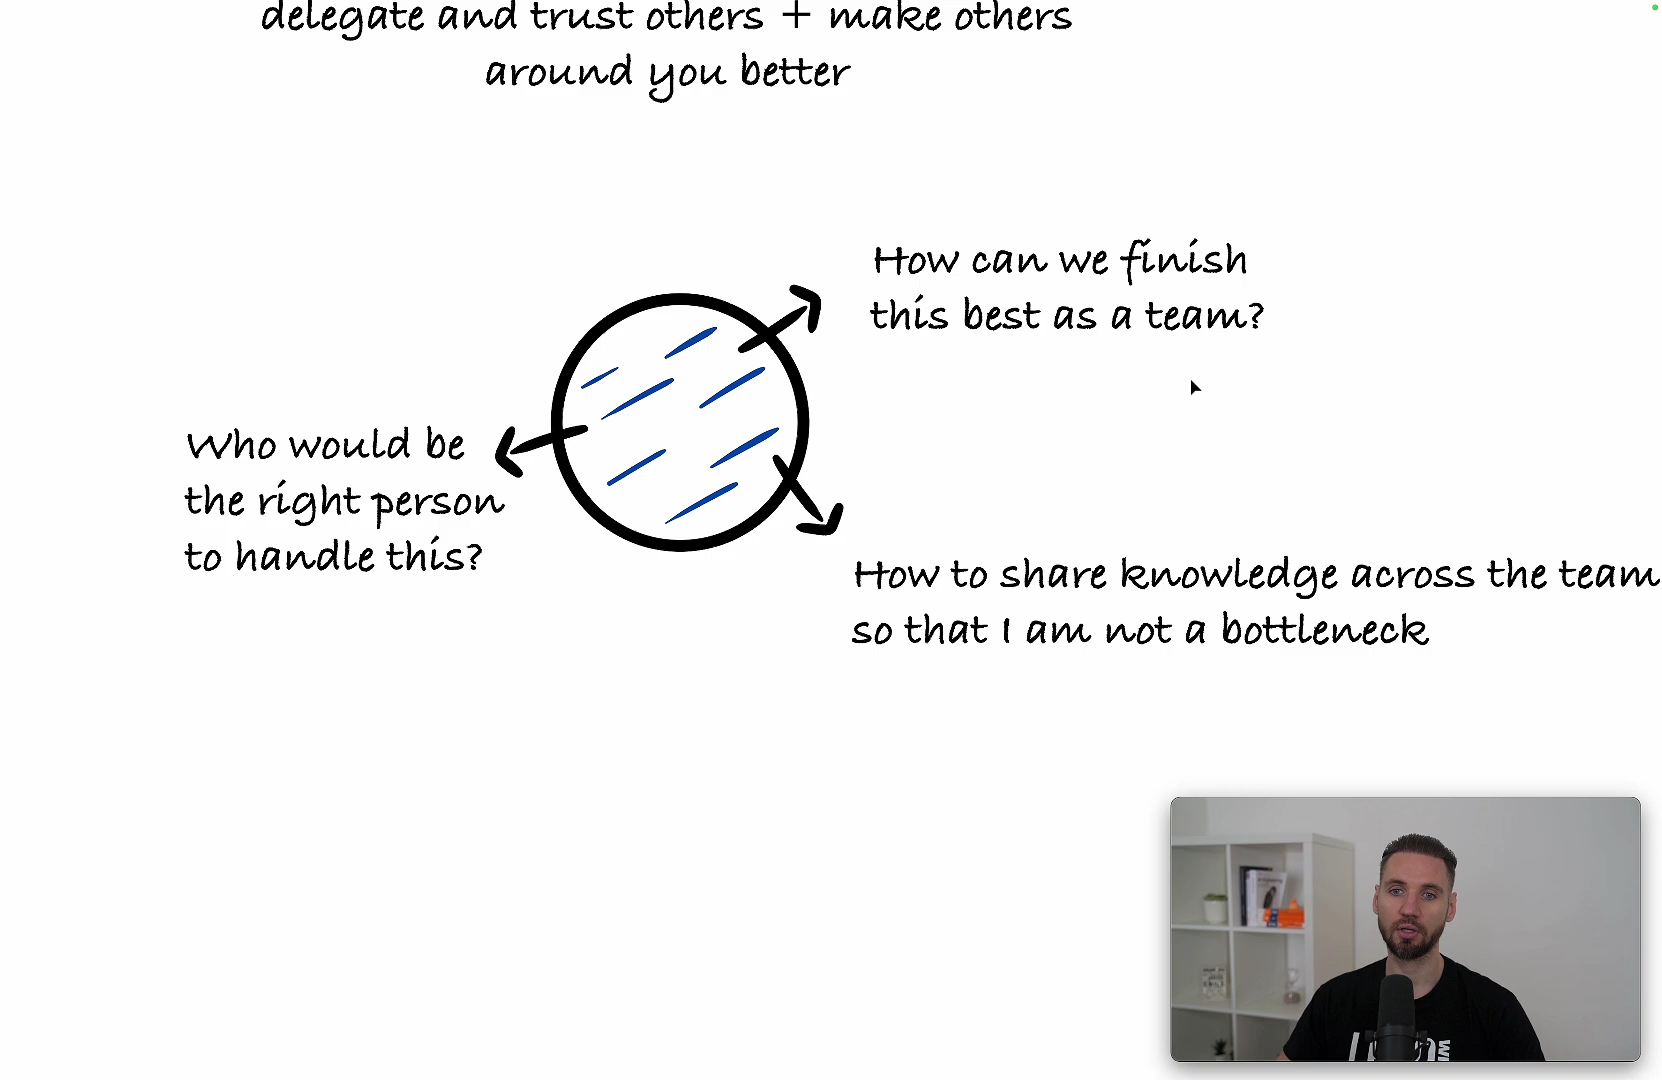 delegate and trust others + make others
around you better
How can we finish
this best as a team?
Who would be
the right person
to handle this?
How to share knowledge across the team
so that I am not a bottleneck